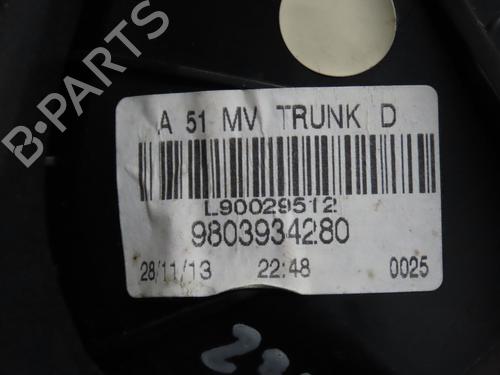 B-PARTS
A 51 MV TRUNK D
L90029512
9803934280
28/11/13 22:48 0025